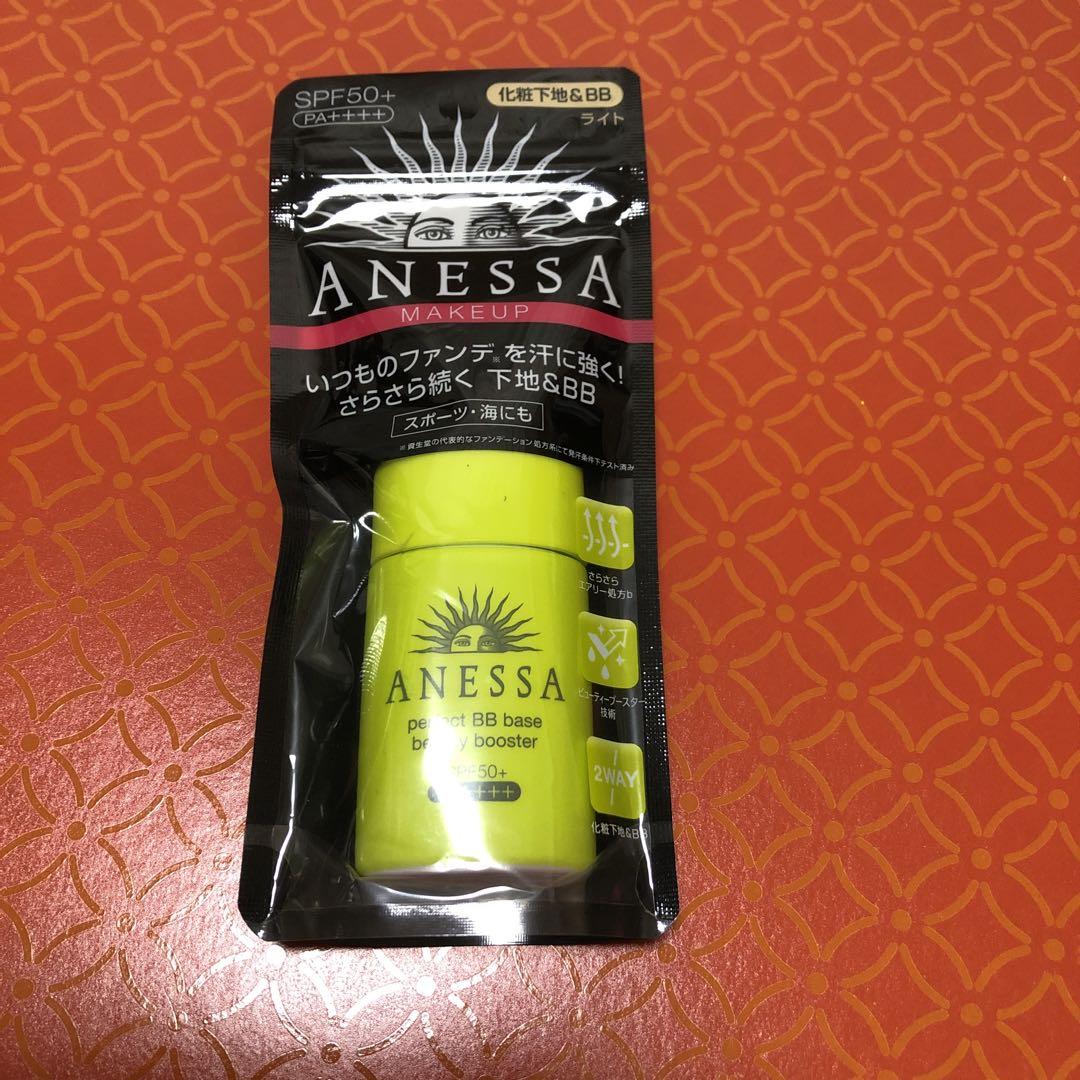 SPF50+
PA++++
化粧下地&BB
ライト
ANESSA
MAKEUP
いつものファンデ※を汗に強く!
さらさら続く 下地&BB
スポーツ・海にも
※資生堂の代表的なファンデーション処方系にて発汗条件下テスト済み
さらさら
エアリー処方b
ビューティーブースター
技術
2WAY
化粧下地&BB
ANESSA
perfect BB base
beauty booster
SPF50+
PA++++